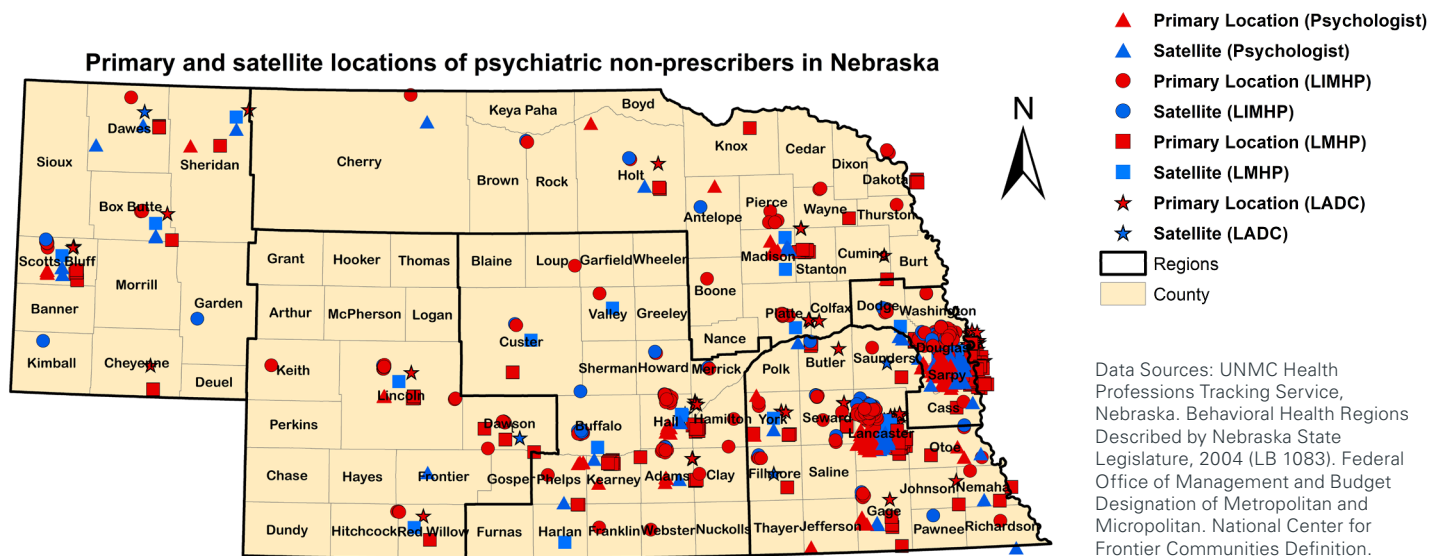 Primary and satellite locations of psychiatric non-prescribers in Nebraska
Primary Location (Psychologist)
Satellite (Psychologist)
Primary Location (LIMHP)
Satellite (LIMHP)
Primary Location (LMHP)
Satellite (LMHP)
Primary Location (LADC)
Satellite (LADC)
Regions
County
N
Sioux
Dawes
Sheridan
Box Butte
Scotts Bluff
Morrill
Banner
Garden
Kimball
Cheyenne
Deuel
Cherry
Keya Paha
Boyd
Brown
Rock
Holt
Knox
Cedar
Dixon
Dakota
Antelope
Pierce
Wayne
Thurston
Madison
Stanton
Cuming
Burt
Grant
Hooker
Thomas
Blaine
Loup
Garfield
Wheeler
Boone
Arthur
McPherson
Logan
Custer
Valley
Greeley
Nance
Platte
Colfax
Dodge
Washington
Keith
Lincoln
Sherman
Howard
Merrick
Polk
Butler
Saunders
Douglas
Sarpy
Perkins
Dawson
Buffalo
Hall
Hamilton
York
Seward
Lancaster
Cass
Otoe
Chase
Hayes
Frontier
Gosper
Phelps
Kearney
Adams
Clay
Fillmore
Saline
Johnson
Nemaha
Gage
Dundy
Hitchcock
Red Willow
Furnas
Harlan
Franklin
Webster
Nuckolls
Thayer
Jefferson
Pawnee
Richardson
Data Sources: UNMC Health
Professions Tracking Service,
Nebraska. Behavioral Health Regions
Described by Nebraska State
Legislature, 2004 (LB 1083). Federal
Office of Management and Budget
Designation of Metropolitan and
Micropolitan. National Center for
Frontier Communities Definition.